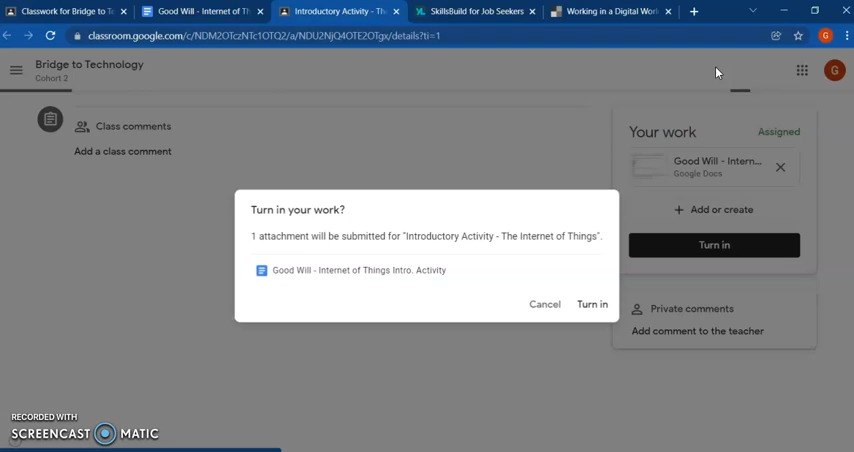 Classwork for Bridge to Te
Good Will - Internet of Th
Introductory Activity - The
SkillsBuild for Job Seekers
Working in a Digital Worl
classroom.google.com/c/NDM2OTczNTc1OTQ2/a/NDU2NjQ4OTE2OTgx/details?ti=1
G
Bridge to Technology
Cohort 2
G
Class comments
Add a class comment
Your work
Assigned
Good Will - Intern...
Google Docs
Add or create
Turn in
Turn in your work?
1 attachment will be submitted for "Introductory Activity - The Internet of Things".
Good Will - Internet of Things Intro. Activity
Cancel
Turn in
Private comments
Add comment to the teacher
RECORDED WITH
SCREENCAST MATIC